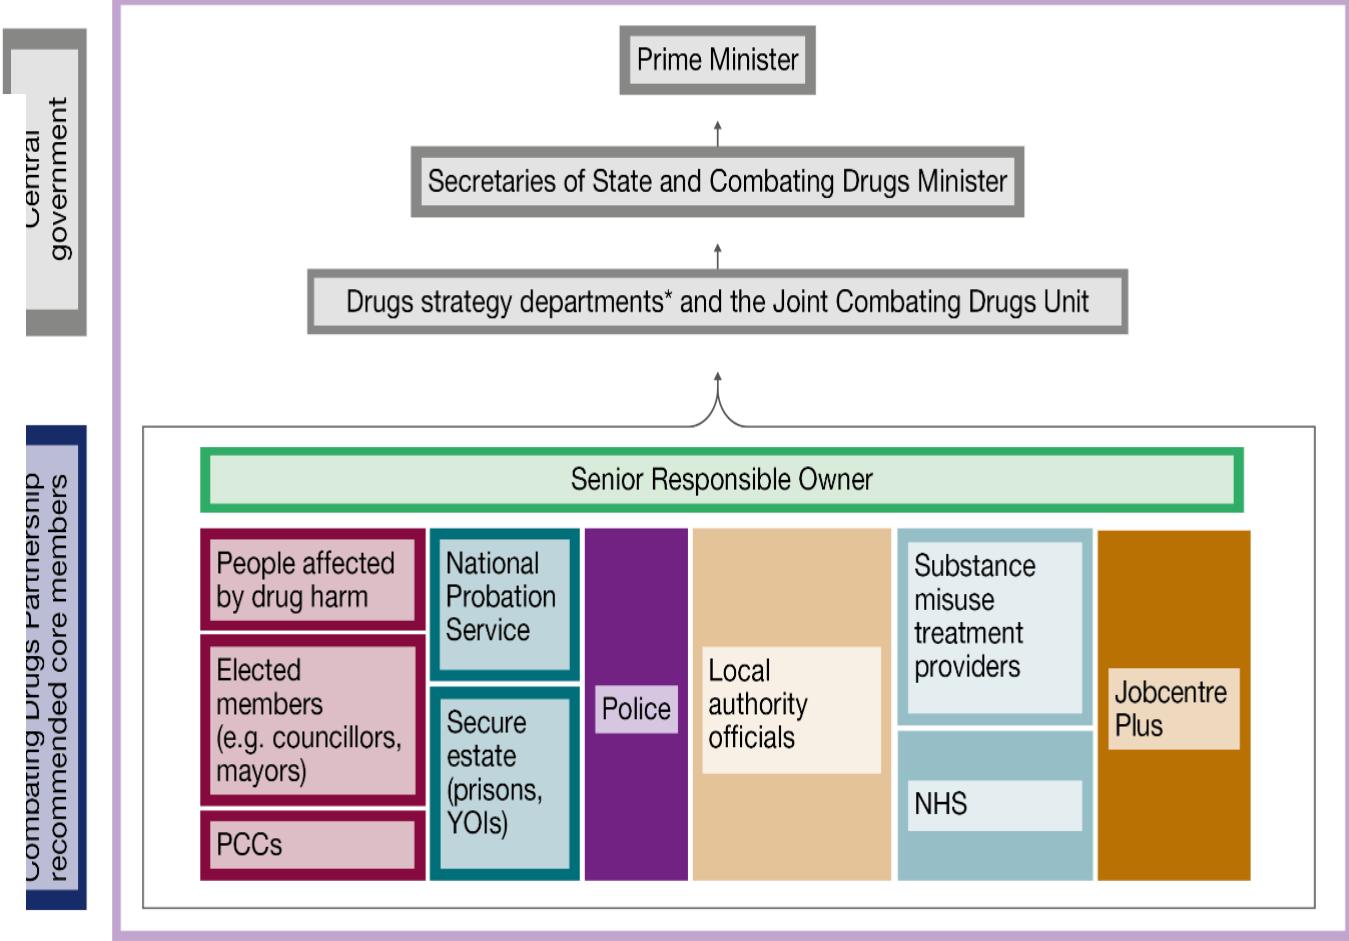 Central
government
Prime Minister
Secretaries of State and Combating Drugs Minister
Drugs strategy departments* and the Joint Combating Drugs Unit
Combating Drugs Partnership
recommended core members
Senior Responsible Owner
People affected
by drug harm
Elected
members
(e.g. councillors,
mayors)
PCCs
National
Probation
Service
Secure
estate
(prisons,
YOIs)
Police
Local
authority
officials
Substance
misuse
treatment
providers
NHS
Jobcentre
Plus